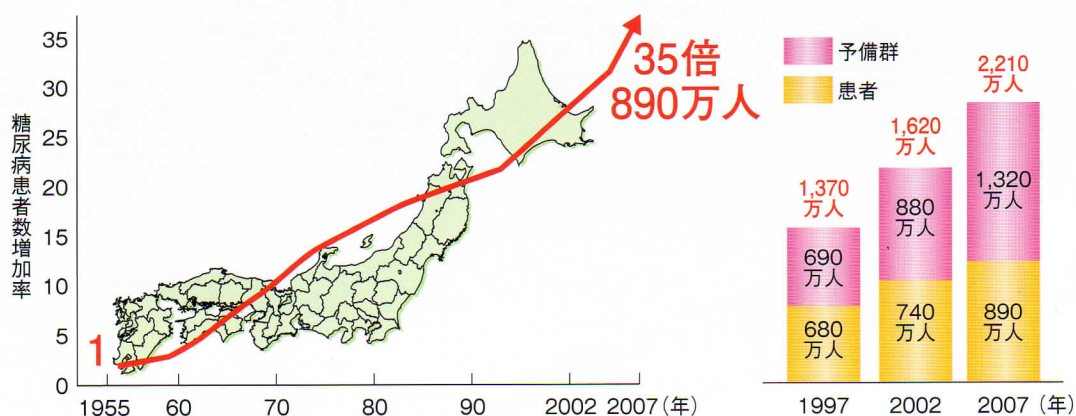 糖尿病患者数増加率
35
30
25
20
15
10
5
0
1
35倍
890万人
1955 60 70 80 90 2002 2007(年)
予備群
患者
1,370
万人
690
万人
680
万人
1,620
万人
880
万人
740
万人
2,210
万人
1,320
万人
890
万人
1997 2002 2007 (年)